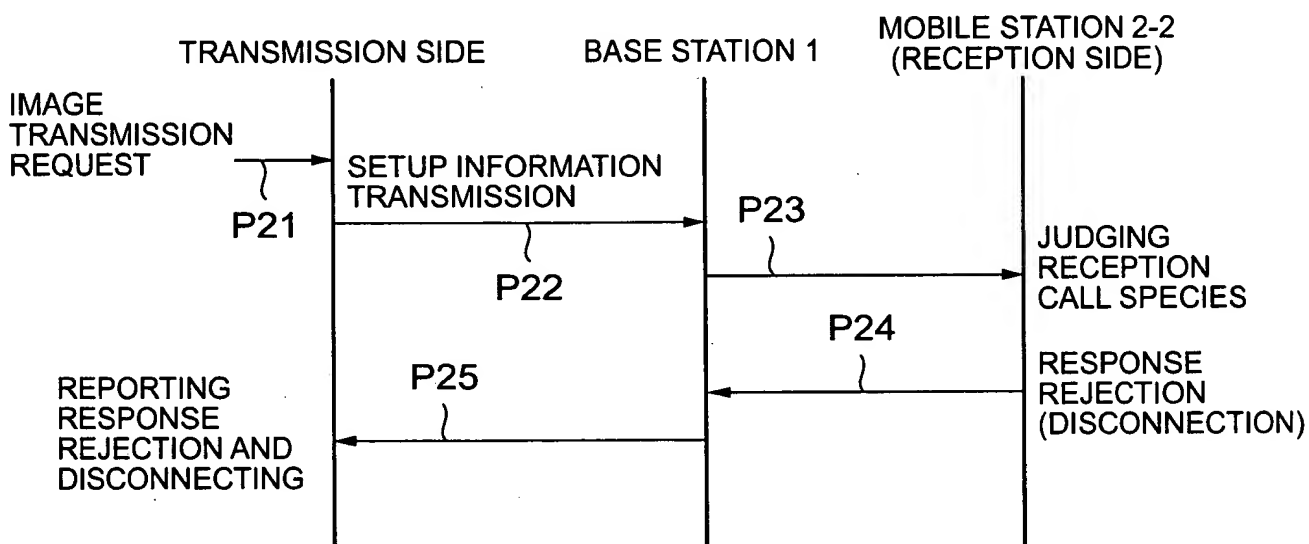 TRANSMISSION SIDE
BASE STATION 1
MOBILE STATION 2-2
(RECEPTION SIDE)
IMAGE
TRANSMISSION
REQUEST
P21
SETUP INFORMATION
TRANSMISSION
P22
P23
JUDGING
RECEPTION
CALL SPECIES
P24
RESPONSE
REJECTION
(DISCONNECTION)
P25
REPORTING
RESPONSE
REJECTION AND
DISCONNECTING